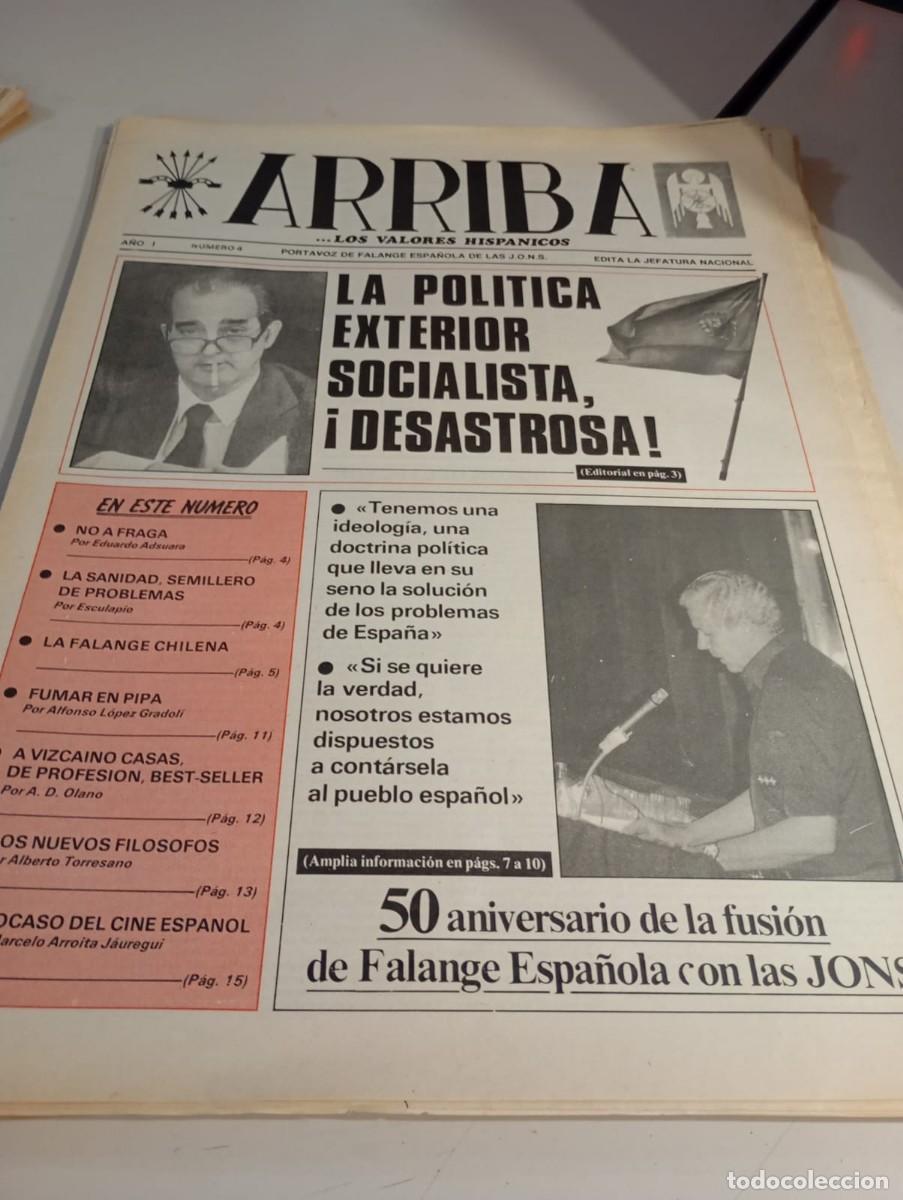 ARRIBA
...LOS VALORES HISPANICOS
AÑO I NUMERO 4 PORTAVOZ DE FALANGE ESPAÑOLA DE LAS J.O.N.S. EDITA LA JEFATURA NACIONAL
LA POLITICA
EXTERIOR
SOCIALISTA,
¡DESASTROSA!
(Editorial en pág. 3)
EN ESTE NUMERO
NO A FRAGA
Por Eduardo Adsuara
(Pág. 4)
LA SANIDAD, SEMILLERO
DE PROBLEMAS
Por Esculapio
(Pág. 4)
LA FALANGE CHILENA
(Pág. 5)
FUMAR EN PIPA
Por Alfonso López Gradolí
(Pág. 11)
A VIZCAINO CASAS,
DE PROFESION, BEST-SELLER
Por A. D. Olano
(Pág. 12)
OS NUEVOS FILOSOFOS
r Alberto Torresano
(Pág. 13)
OCASO DEL CINE ESPANOL
arcelo Arroita Jáuregui
(Pág. 15)
● «Tenemos una
ideología, una
doctrina política
que lleva en su
seno la solución
de los problemas
de España»
● «Si se quiere
la verdad,
nosotros estamos
dispuestos
a contársela
al pueblo español»
(Amplia información en págs. 7 a 10)
50 aniversario de la fusión
de Falange Española con las JONS
todocoleccion